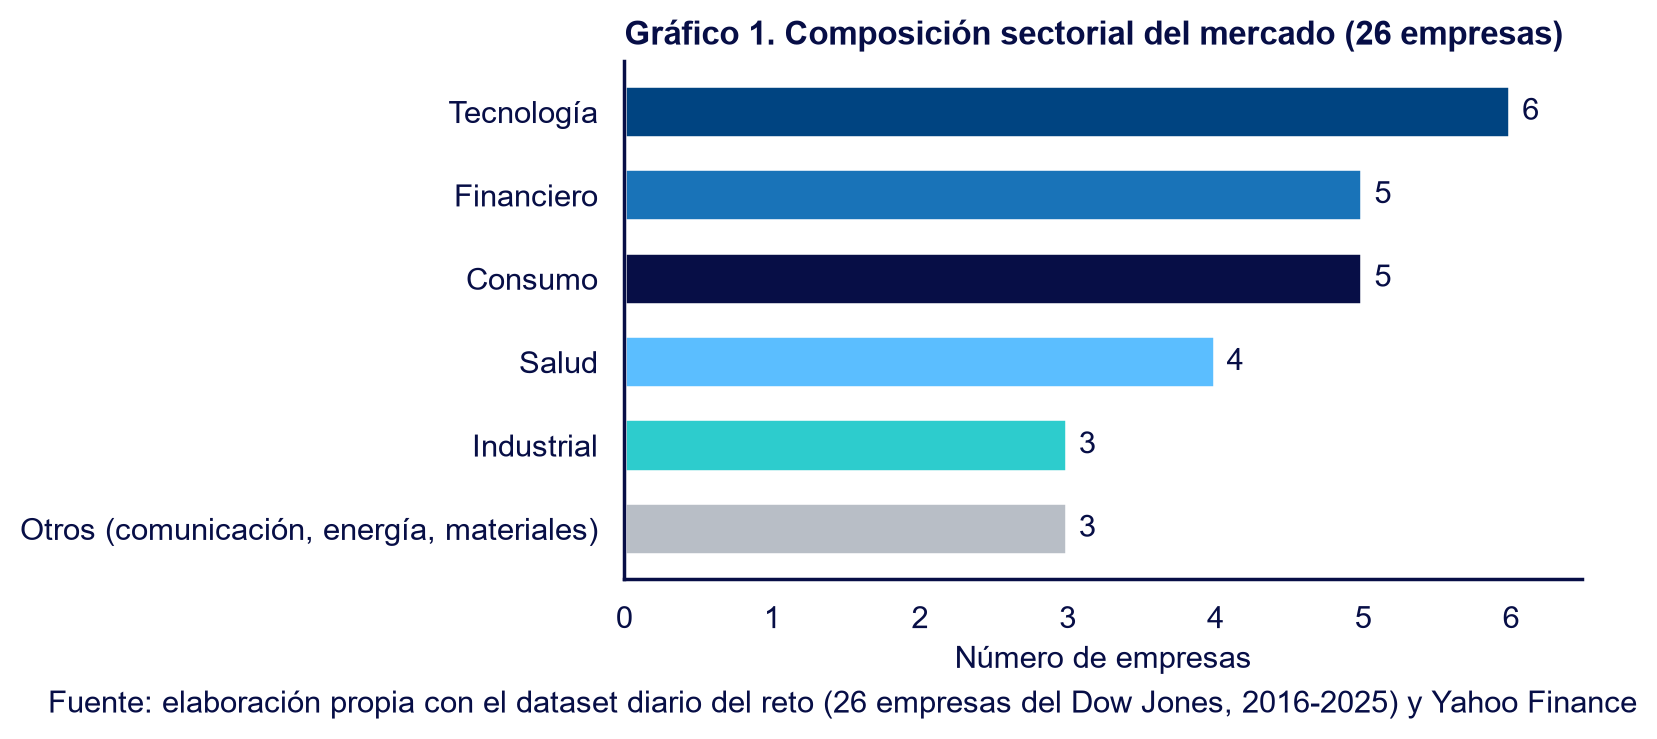 Gráfico 1. Composición sectorial del mercado (26 empresas)
Tecnología 6
Financiero 5
Consumo 5
Salud 4
Industrial 3
Otros (comunicación, energía, materiales) 3
0 1 2 3 4 5 6
Número de empresas
Fuente: elaboración propia con el dataset diario del reto (26 empresas del Dow Jones, 2016-2025) y Yahoo Finance